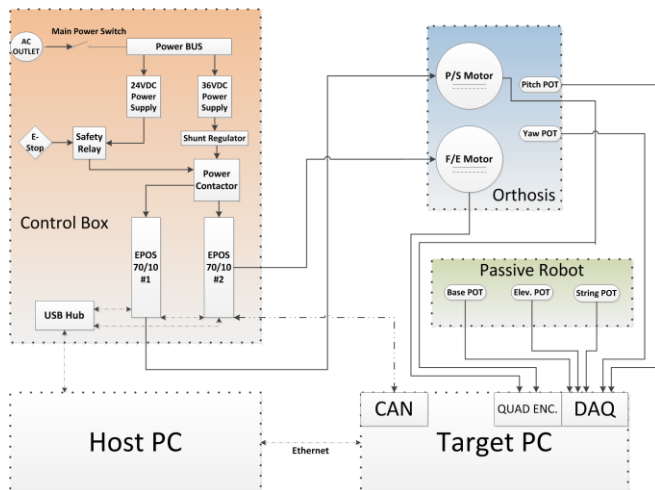 AC
OUTLET
Main Power Switch
Power BUS
24VDC
Power
Supply
36VDC
Power
Supply
Shunt Regulator
E-
Stop
Safety
Relay
Power
Contactor
Control Box
EPOS
70/10
#1
EPOS
70/10
#2
USB Hub
P/S Motor
Pitch POT
Yaw POT
F/E Motor
Orthosis
Passive Robot
Base POT
Elev. POT
String POT
CAN
QUAD ENC.
DAQ
Host PC
Ethernet
Target PC